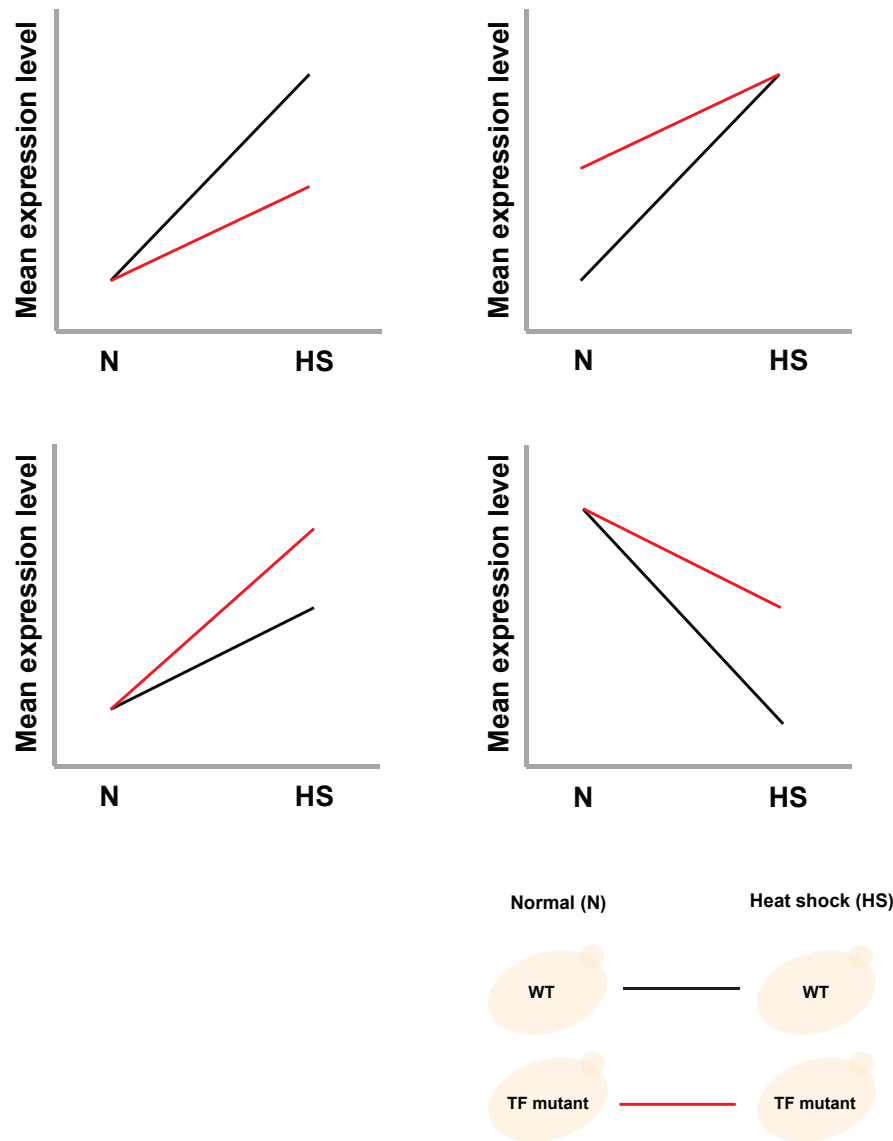 Mean expression level
N HS
Mean expression level
N HS
Mean expression level
N HS
Mean expression level
N HS
Normal (N) Heat shock (HS)
WT WT
TF mutant TF mutant